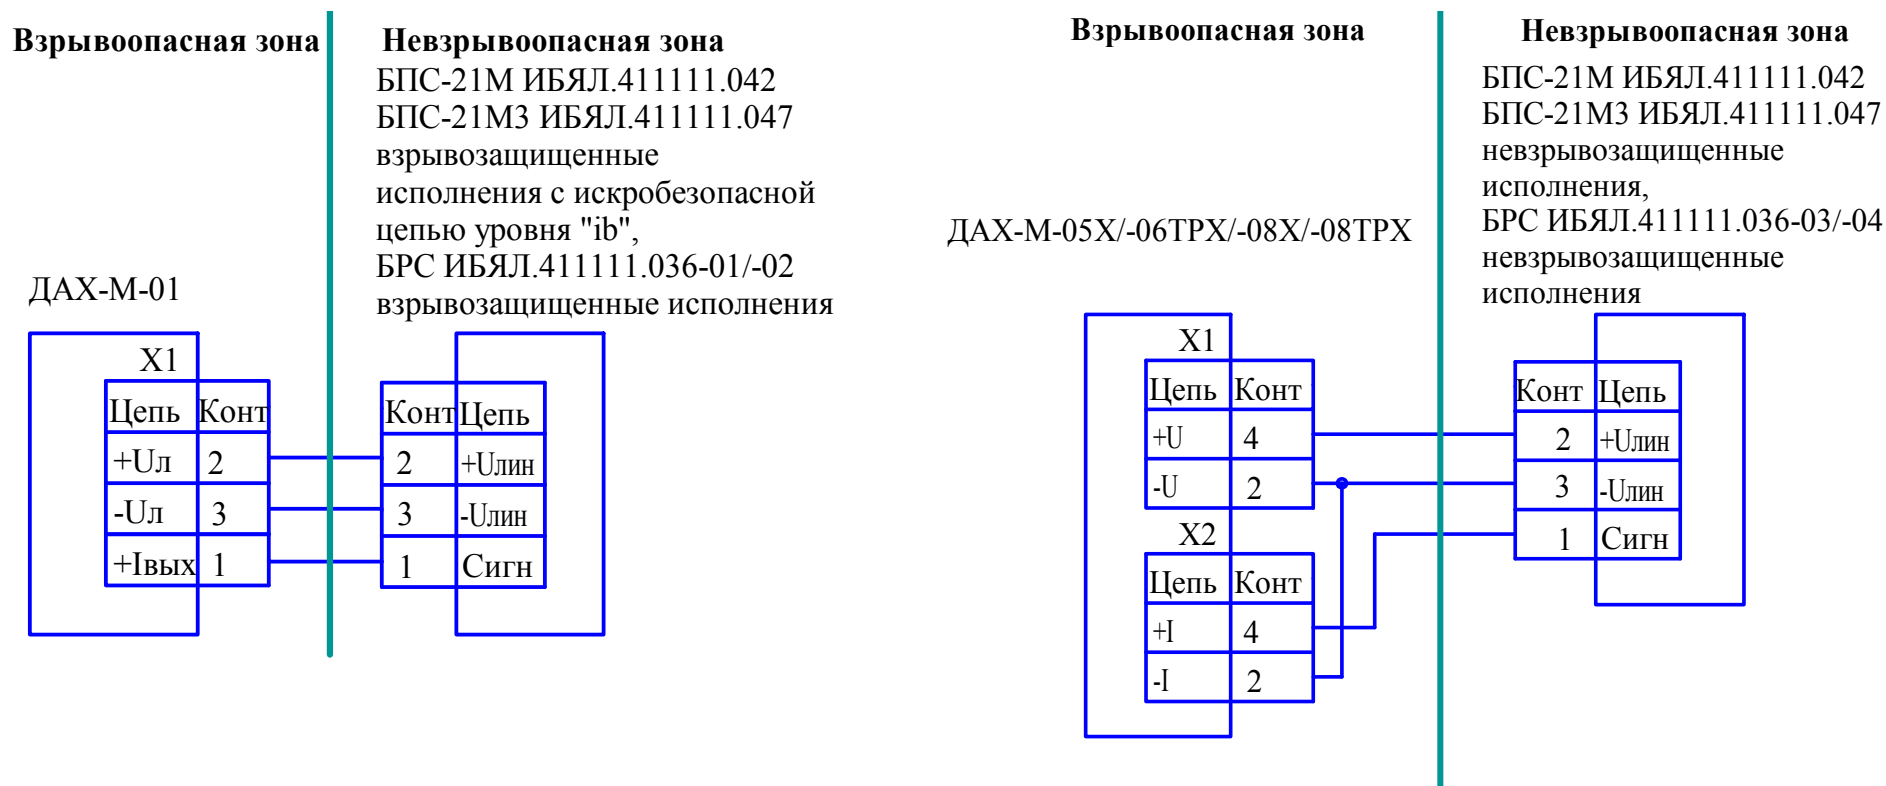 Взрывоопасная зона
Невзрывоопасная зона
БПС-21М ИБЯЛ.411111.042
БПС-21М3 ИБЯЛ.411111.047
взрывозащищенные
исполнения с искробезопасной
цепью уровня "ib",
БРС ИБЯЛ.411111.036-01/-02
взрывозащищенные исполнения
ДАХ-М-01
X1
Цепь Конт
+Uл 2
-Uл 3
+Iвых 1
Конт Цепь
2 +Uлин
3 -Uлин
1 Сигн
Взрывоопасная зона
Невзрывоопасная зона
БПС-21М ИБЯЛ.411111.042
БПС-21М3 ИБЯЛ.411111.047
невзрывозащищенные
исполнения,
БРС ИБЯЛ.411111.036-03/-04
невзрывозащищенные
исполнения
ДАХ-М-05Х/-06ТРХ/-08Х/-08ТРХ
X1
Цепь Конт
+U 4
-U 2
X2
Цепь Конт
+I 4
-I 2
Конт Цепь
2 +Uлин
3 -Uлин
1 Сигн